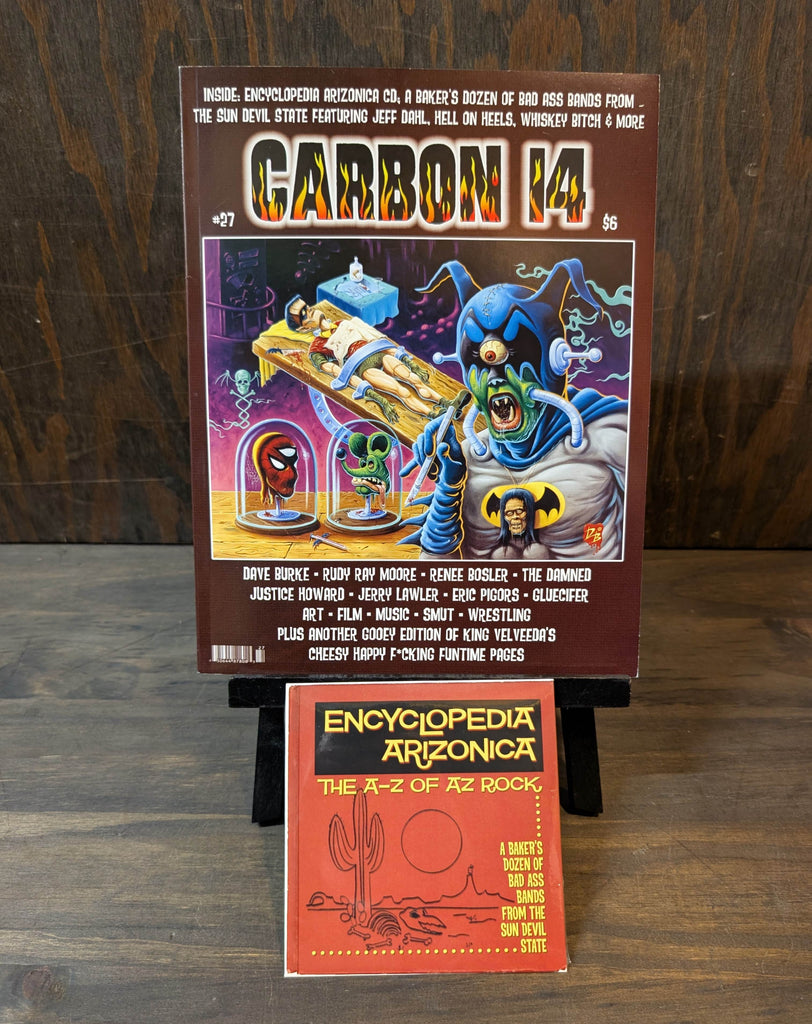 INSIDE: ENCYCLOPEDIA ARIZONICA CD; A BAKER'S DOZEN OF BAD ASS BANDS FROM
THE SUN DEVIL STATE FEATURING JEFF DAHL, HELL ON HEELS, WHISKEY BITCH & MORE
CARBON 14
#27
$6
DAVE BURKE - RUDY RAY MOORE - RENEE BOSLER - THE DAMNED
JUSTICE HOWARD - JERRY LAWLER - ERIC PIGORS - GLUECIFER
ART - FILM - MUSIC - SMUT - WRESTLING
PLUS ANOTHER GOOEY EDITION OF KING VELVEEDA'S
CHEESY HAPPY F*CKING FUNTIME PAGES
ENCYCLOPEDIA
ARIZONICA
THE A-Z OF AZ ROCK
A BAKER'S
DOZEN OF
BAD ASS
BANDS
FROM THE
SUN DEVIL
STATE